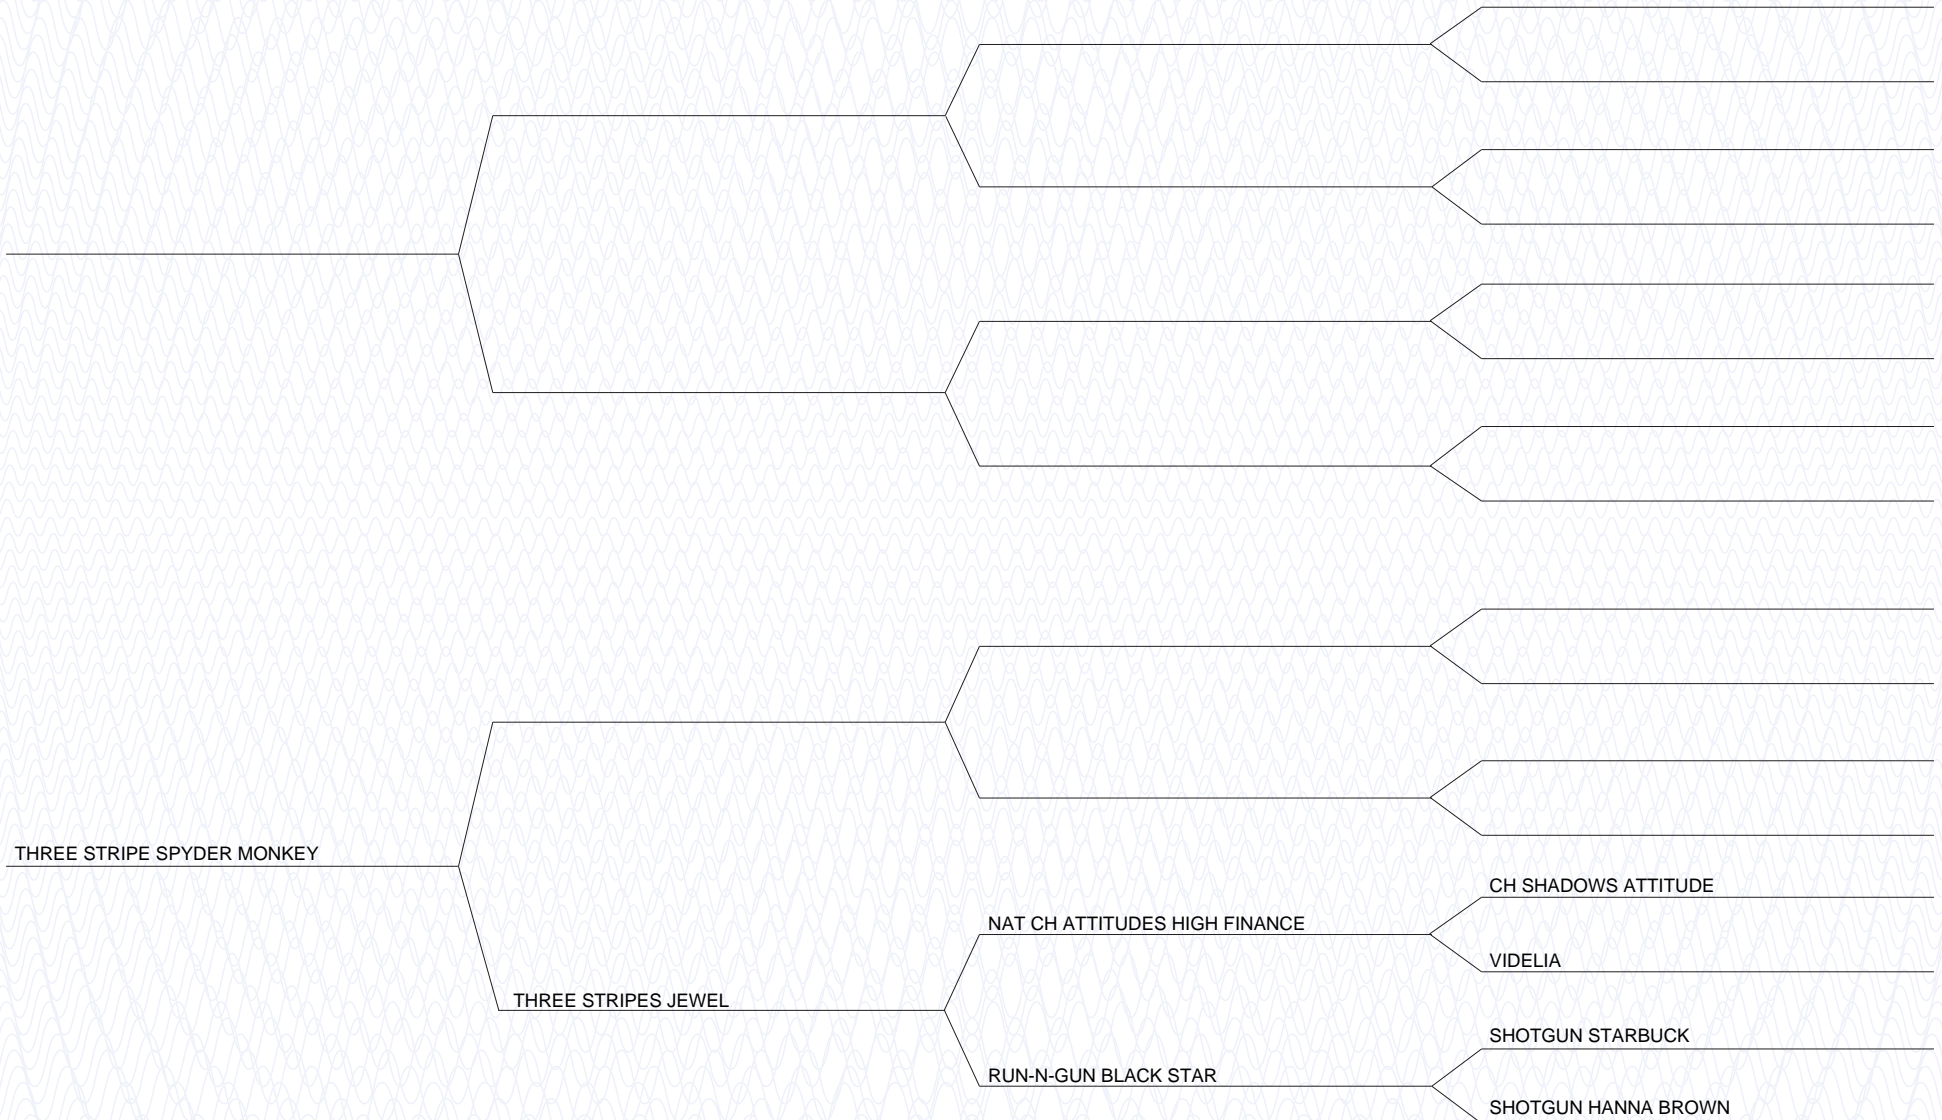 THREE STRIPE SPYDER MONKEY
CH SHADOWS ATTITUDE
NAT CH ATTITUDES HIGH FINANCE
VIDELIA
THREE STRIPES JEWEL
SHOTGUN STARBUCK
RUN-N-GUN BLACK STAR
SHOTGUN HANNA BROWN